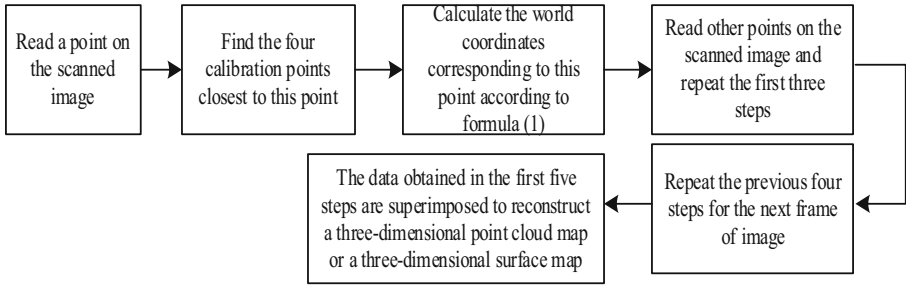 Read a point on
the scanned
image
Find the four
calibration points
closest to this point
Calculate the world
coordinates
corresponding to this
point according to
formula (1)
Read other points on
the scanned image and
repeat the first three
steps
Repeat the previous four
steps for the next frame
of image
The data obtained in the first five
steps are superimposed to reconstruct
a three-dimensional point cloud map
or a three-dimensional surface map